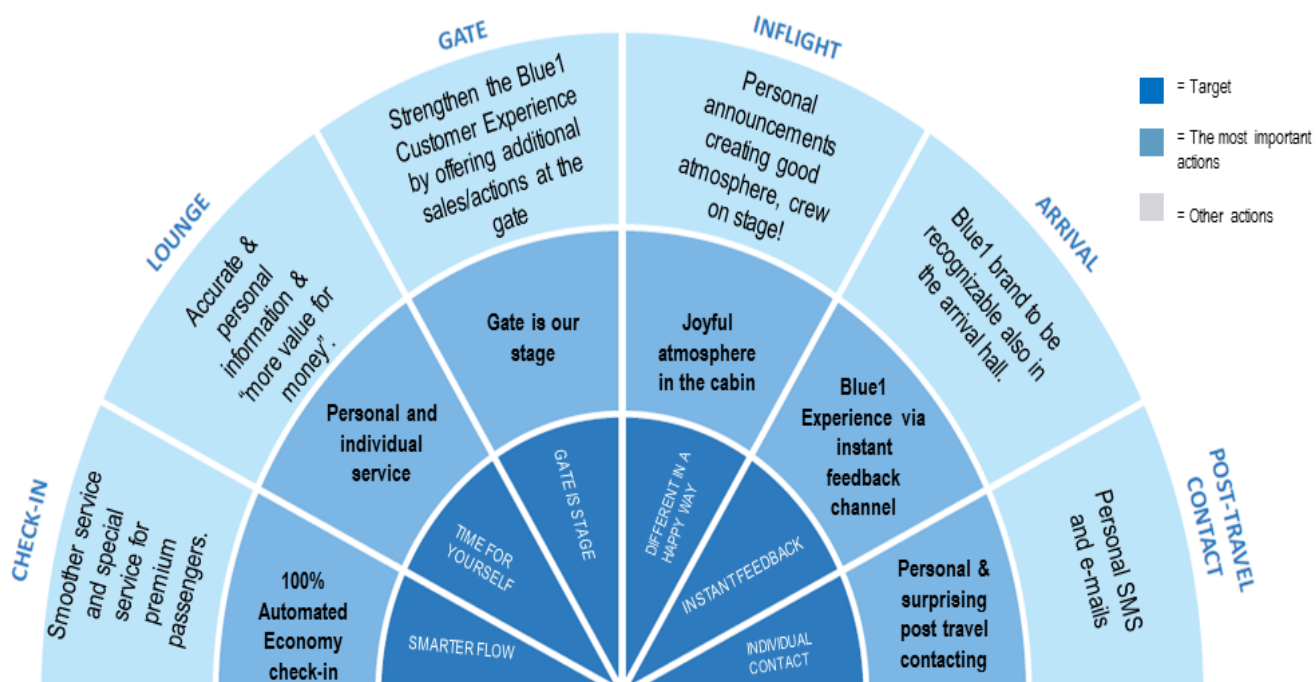 GATE
INFLIGHT
LOUNGE
ARRIVAL
CHECK-IN
POST-TRAVEL
CONTACT
= Target
= The most important
actions
= Other actions
Smoother service
and special
service for
premium
passengers.
Accurate &
personal
information &
“more value for
money”.
Strengthen the Blue1
Customer Experience
by offering additional
sales/actions at the
gate
Personal
announcements
creating good
atmosphere, crew
on stage!
Blue1 brand to be
recognizable also in
the arrival hall.
Personal SMS
and e-mails
100%
Automated
Economy
check-in
Personal and
individual
service
Gate is our
stage
Joyful
atmosphere
in the cabin
Blue1
Experience via
instant
feedback
channel
Personal &
surprising
post travel
contacting
SMARTER FLOW
TIME FOR
YOURSELF
GATE IS STAGE
DIFFERENT IN A
HAPPY WAY
INSTANT FEEDBACK
INDIVIDUAL
CONTACT